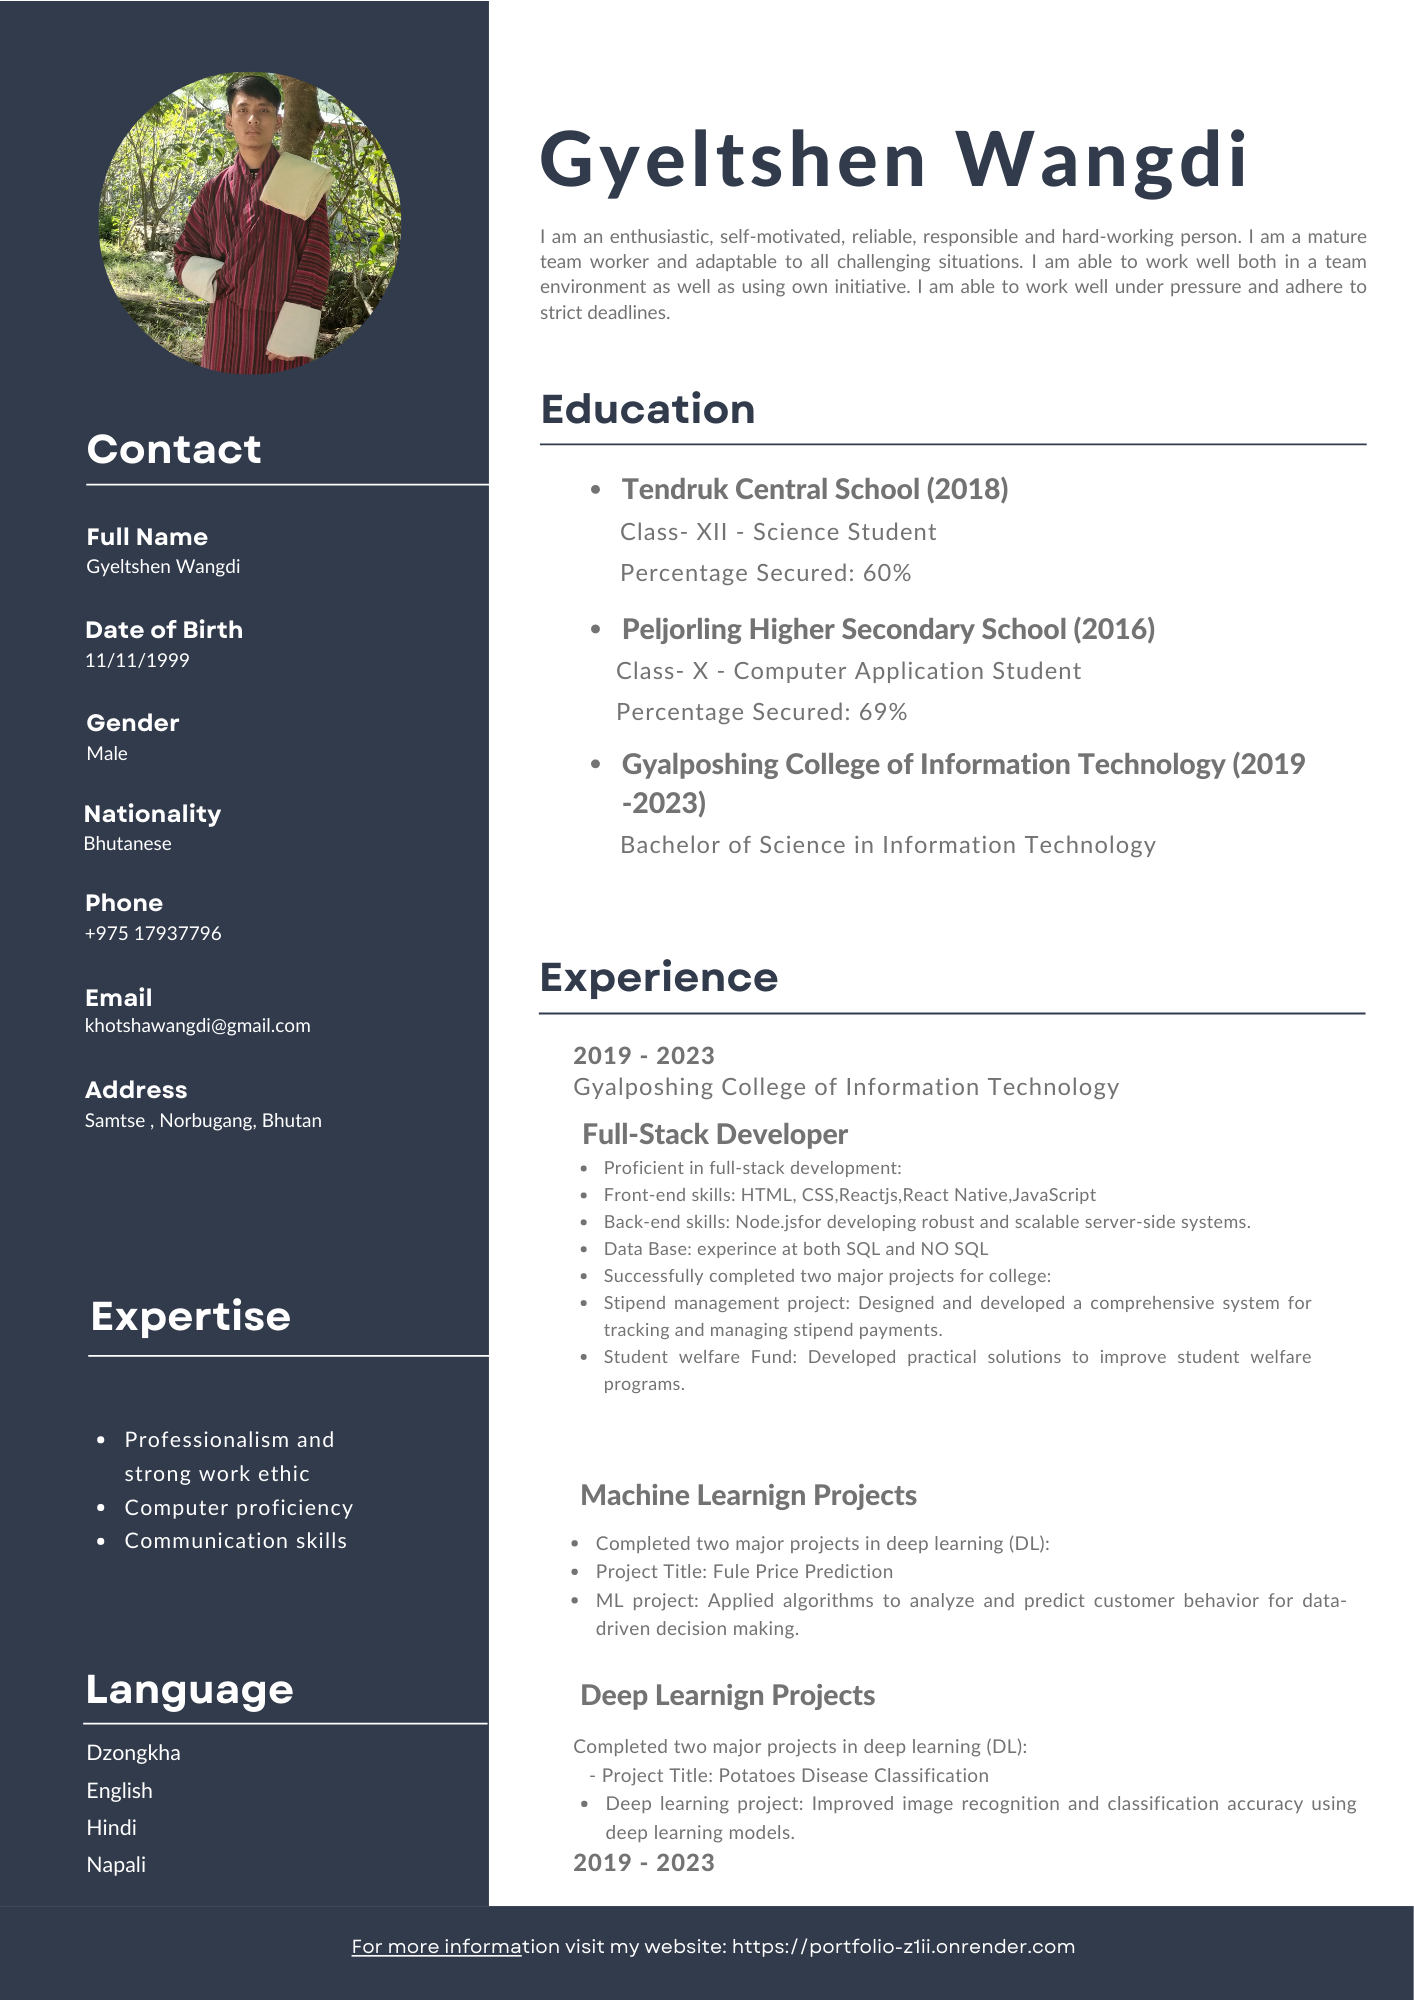 Gyeltshen Wangdi
I am an enthusiastic, self-motivated, reliable, responsible and hard-working person. I am a mature
team worker and adaptable to all challenging situations. I am able to work well both in a team
environment as well as using own initiative. I am able to work well under pressure and adhere to
strict deadlines.
Contact
Full Name
Gyeltshen Wangdi
Date of Birth
11/11/1999
Gender
Male
Nationality
Bhutanese
Phone
+975 17937796
Email
khotshawangdi@gmail.com
Address
Samtse , Norbugang, Bhutan
Expertise
• Professionalism and
strong work ethic
• Computer proficiency
• Communication skills
Language
Dzongkha
English
Hindi
Napali
Education
• Tendruk Central School (2018)
Class- XII - Science Student
Percentage Secured: 60%
• Peljorling Higher Secondary School (2016)
Class- X - Computer Application Student
Percentage Secured: 69%
• Gyalposhing College of Information Technology (2019
-2023)
Bachelor of Science in Information Technology
Experience
2019 - 2023
Gyalposhing College of Information Technology
Full-Stack Developer
• Proficient in full-stack development:
• Front-end skills: HTML, CSS,Reactjs,React Native,JavaScript
• Back-end skills: Node.jsfor developing robust and scalable server-side systems.
• Data Base: experince at both SQL and NO SQL
• Successfully completed two major projects for college:
• Stipend management project: Designed and developed a comprehensive system for
tracking and managing stipend payments.
• Student welfare Fund: Developed practical solutions to improve student welfare
programs.
Machine Learnign Projects
• Completed two major projects in deep learning (DL):
• Project Title: Fule Price Prediction
• ML project: Applied algorithms to analyze and predict customer behavior for data-
driven decision making.
Deep Learnign Projects
Completed two major projects in deep learning (DL):
- Project Title: Potatoes Disease Classification
• Deep learning project: Improved image recognition and classification accuracy using
deep learning models.
2019 - 2023
For more information visit my website: https://portfolio-z1ii.onrender.com